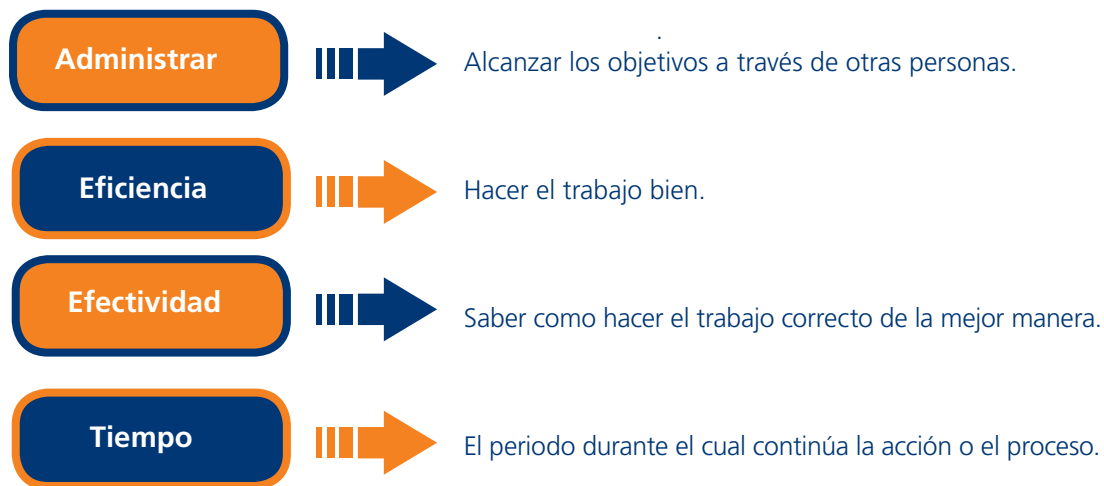 Administrar
Alcanzar los objetivos a través de otras personas.
Eficiencia
Hacer el trabajo bien.
Efectividad
Saber como hacer el trabajo correcto de la mejor manera.
Tiempo
El periodo durante el cual continúa la acción o el proceso.